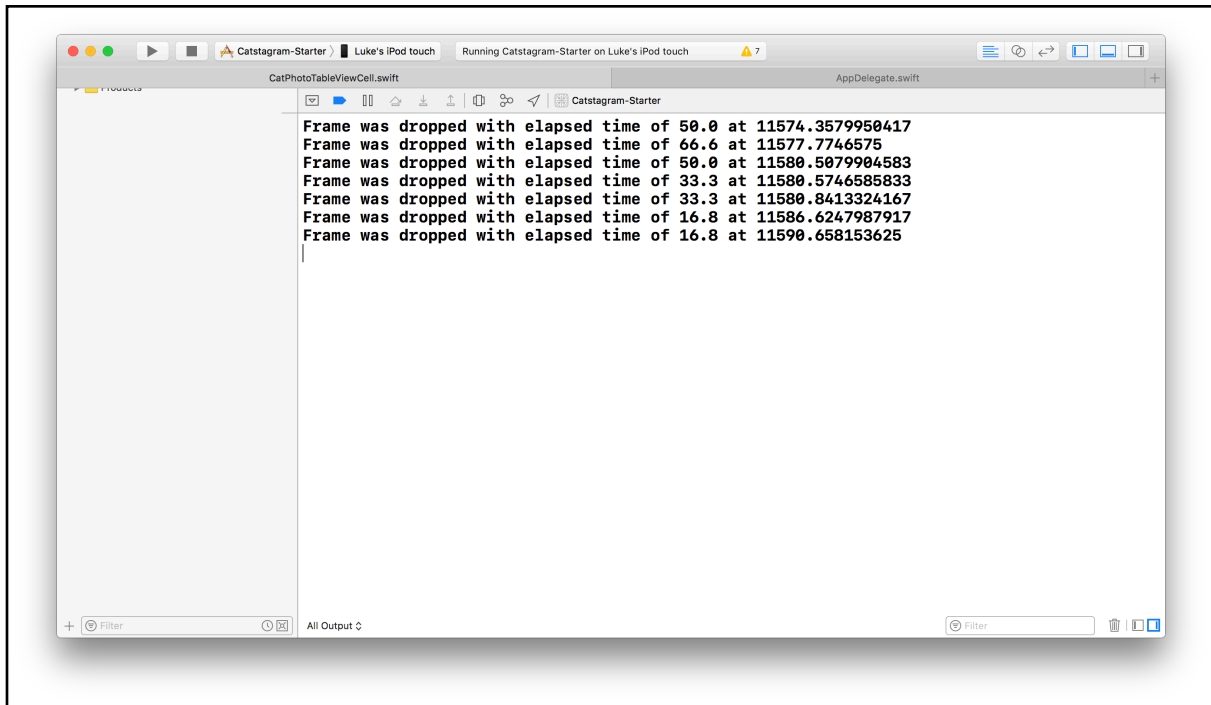 Catstagram-Starter 〉 Luke's iPod touch
Running Catstagram-Starter on Luke's iPod touch
7
CatPhotoTableViewCell.swift
AppDelegate.swift
Products
Catstagram-Starter
Frame was dropped with elapsed time of 50.0 at 11574.3579950417
Frame was dropped with elapsed time of 66.6 at 11577.7746575
Frame was dropped with elapsed time of 50.0 at 11580.5079904583
Frame was dropped with elapsed time of 33.3 at 11580.5746585833
Frame was dropped with elapsed time of 33.3 at 11580.8413324167
Frame was dropped with elapsed time of 16.8 at 11586.6247987917
Frame was dropped with elapsed time of 16.8 at 11590.658153625
Filter
All Output
Filter